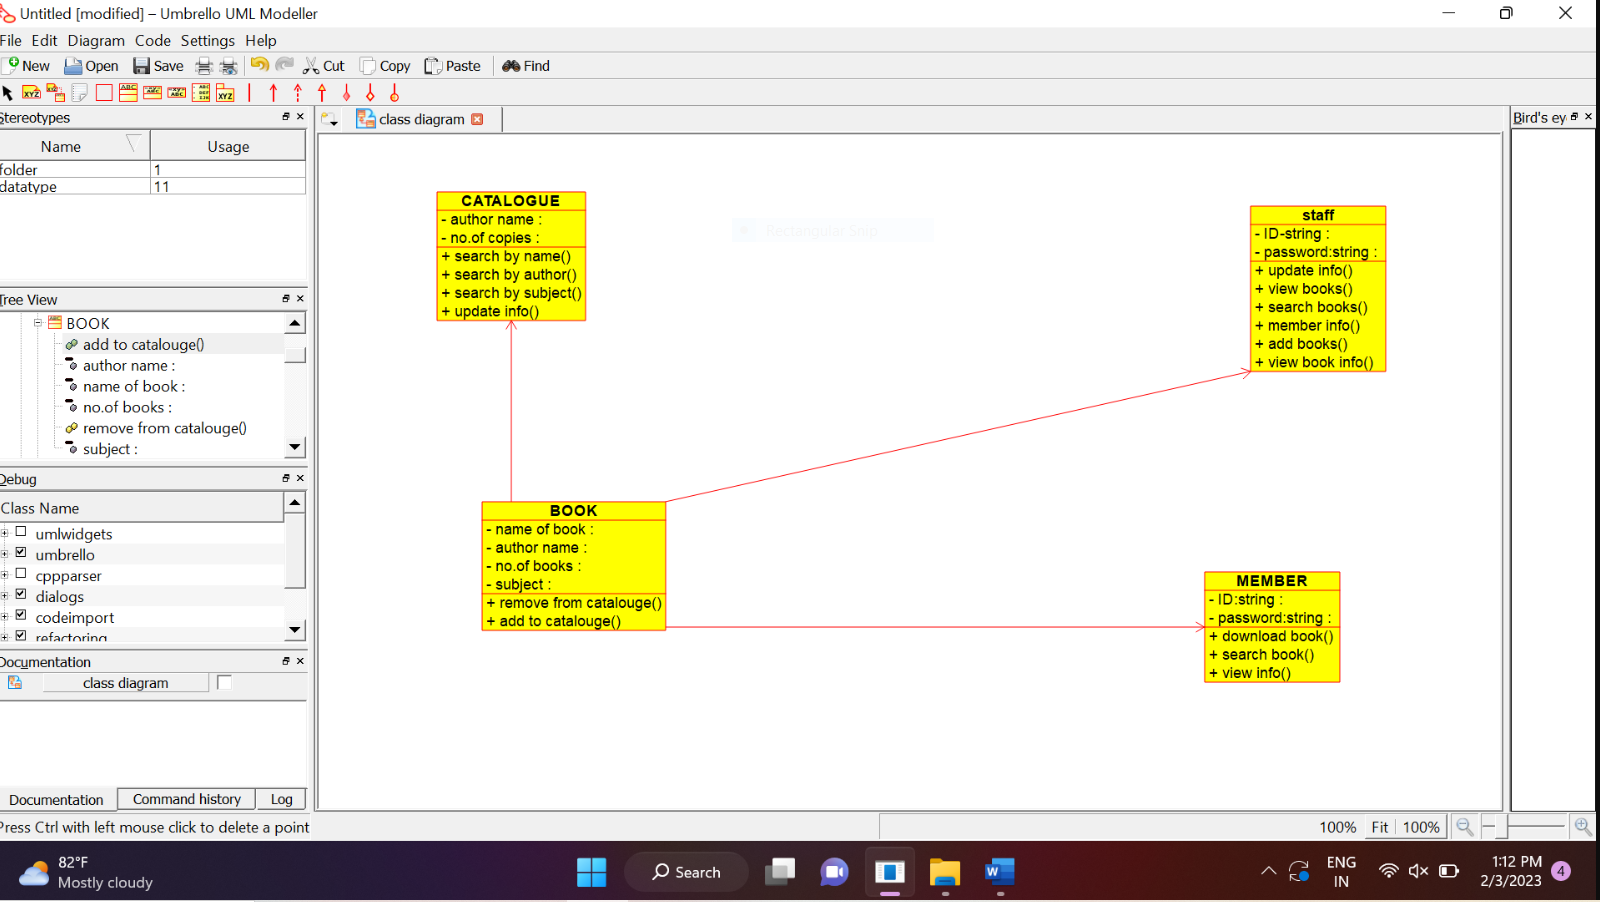 Untitled [modified] – Umbrello UML Modeller
File Edit Diagram Code Settings Help
New Open Save Cut Copy Paste Find
Stereotypes
Name Usage
folder 1
datatype 11
Tree View
BOOK
add to catalouge()
author name :
name of book :
no.of books :
remove from catalouge()
subject :
Debug
Class Name
umlwidgets
umbrello
cppparser
dialogs
codeimport
refactoring
Documentation
class diagram
Documentation Command history Log
Press Ctrl with left mouse click to delete a point
class diagram
Rectangular Snip
CATALOGUE
- author name :
- no.of copies :
+ search by name()
+ search by author()
+ search by subject()
+ update info()
staff
- ID-string :
- password:string :
+ update info()
+ view books()
+ search books()
+ member info()
+ add books()
+ view book info()
BOOK
- name of book :
- author name :
- no.of books :
- subject :
+ remove from catalouge()
+ add to catalouge()
MEMBER
- ID:string :
- password:string :
+ download book()
+ search book()
+ view info()
Bird's ey
100% Fit 100%
82°F
Mostly cloudy
Search
ENG
IN
1:12 PM
2/3/2023
4